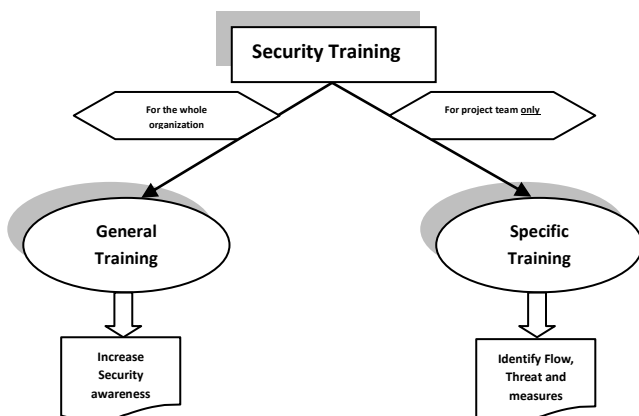 Security Training
For the whole
organization
For project team only
General
Training
Specific
Training
Increase
Security
awareness
Identify Flow,
Threat and
measures